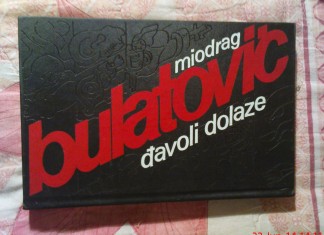 miodrag
bulatović
đavoli dolaze